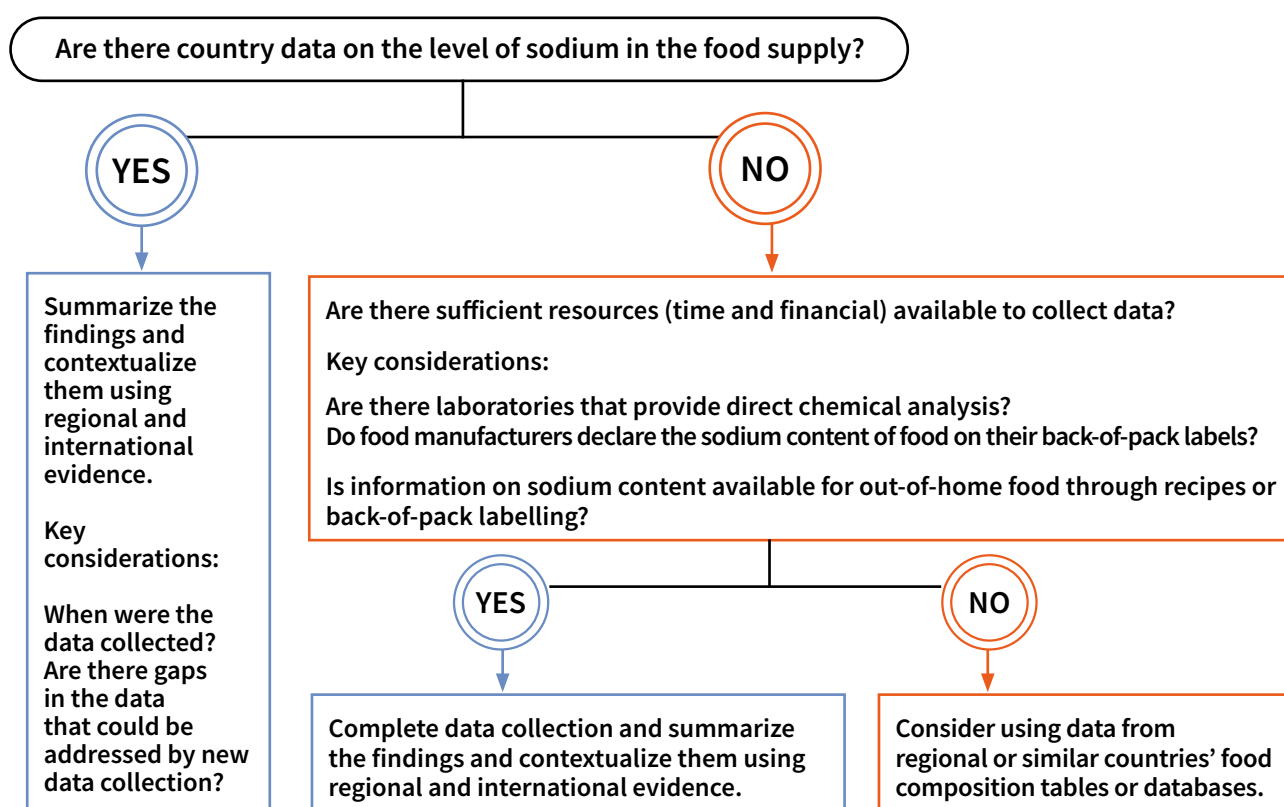 Are there country data on the level of sodium in the food supply?
YES
NO
Summarize the
findings and
contextualize
them using
regional and
international
evidence.
Key
considerations:
When were the
data collected?
Are there gaps
in the data
that could be
addressed by new
data collection?
Are there sufficient resources (time and financial) available to collect data?
Key considerations:
Are there laboratories that provide direct chemical analysis?
Do food manufacturers declare the sodium content of food on their back-of-pack labels?
Is information on sodium content available for out-of-home food through recipes or
back-of-pack labelling?
YES
NO
Complete data collection and summarize
the findings and contextualize them using
regional and international evidence.
Consider using data from
regional or similar countries’ food
composition tables or databases.